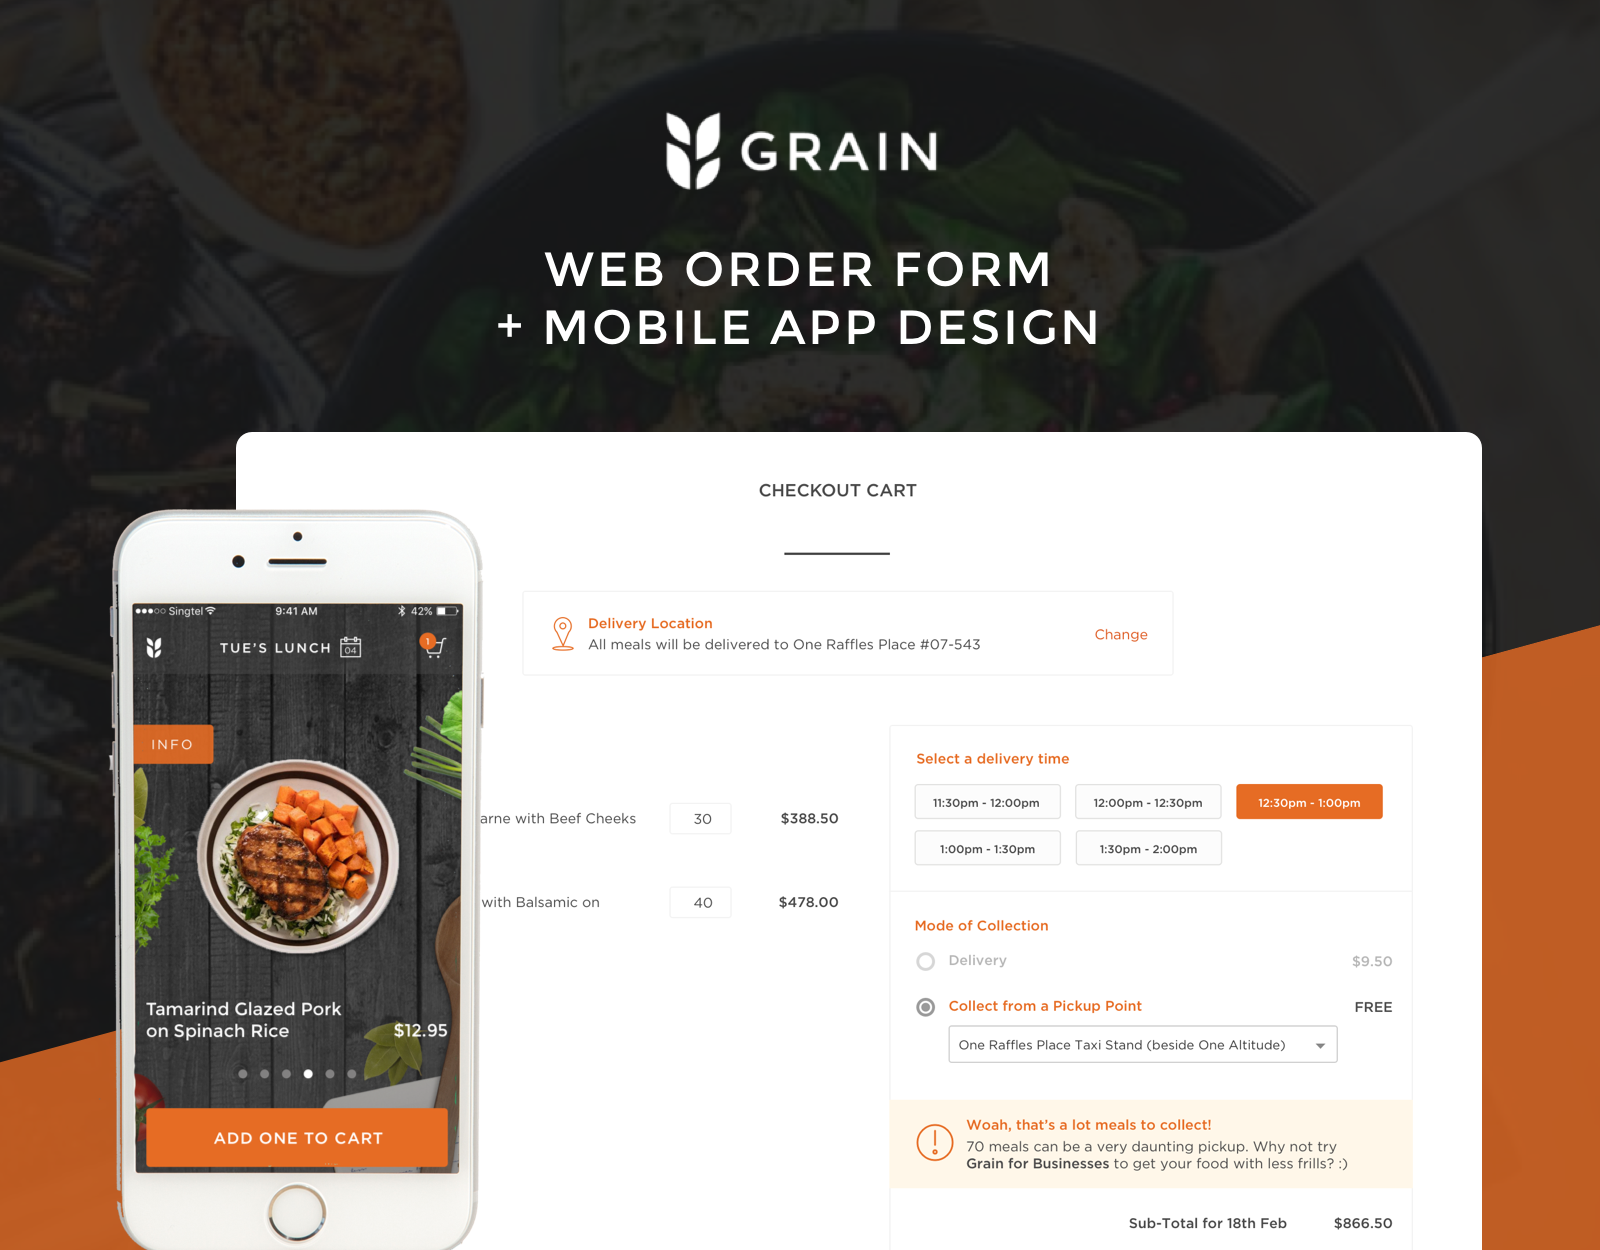 GRAIN
WEB ORDER FORM
+ MOBILE APP DESIGN
CHECKOUT CART
Delivery Location
All meals will be delivered to One Raffles Place #07-543
Change
Singtel
9:41 AM
42%
TUE'S LUNCH
04
1
INFO
Tamarind Glazed Pork
on Spinach Rice
$12.95
ADD ONE TO CART
arne with Beef Cheeks
30
$388.50
with Balsamic on
40
$478.00
Select a delivery time
11:30pm - 12:00pm
12:00pm - 12:30pm
12:30pm - 1:00pm
1:00pm - 1:30pm
1:30pm - 2:00pm
Mode of Collection
Delivery
$9.50
Collect from a Pickup Point
FREE
One Raffles Place Taxi Stand (beside One Altitude)
Woah, that's a lot meals to collect!
70 meals can be a very daunting pickup. Why not try
Grain for Businesses to get your food with less frills? :)
Sub-Total for 18th Feb
$866.50